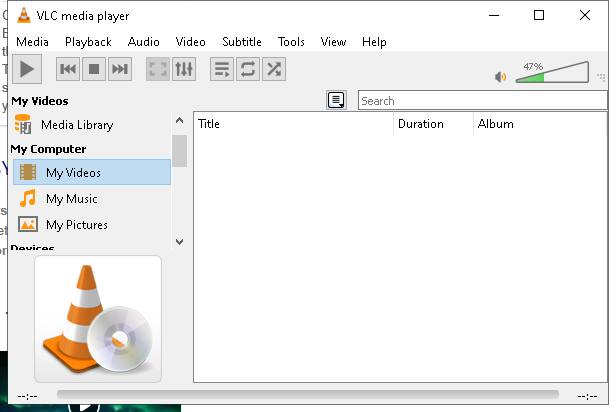 VLC media player
Media Playback Audio Video Subtitle Tools View Help
47%
My Videos
Search
Media Library
Title Duration Album
My Computer
My Videos
My Music
My Pictures
Devices
--:-- --:--